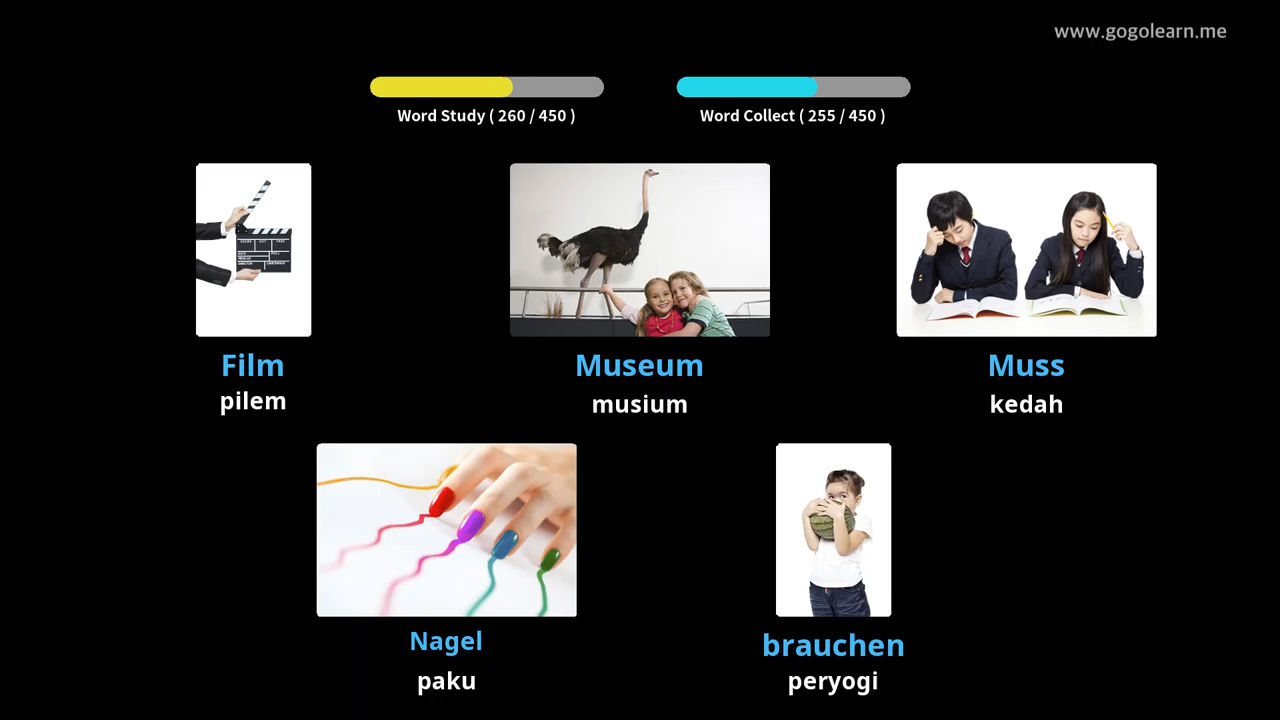 www.gogolearn.me
Word Study ( 260 / 450 )
Word Collect ( 255 / 450 )
Film
pilem
Museum
musium
Muss
kedah
Nagel
paku
brauchen
peryogi